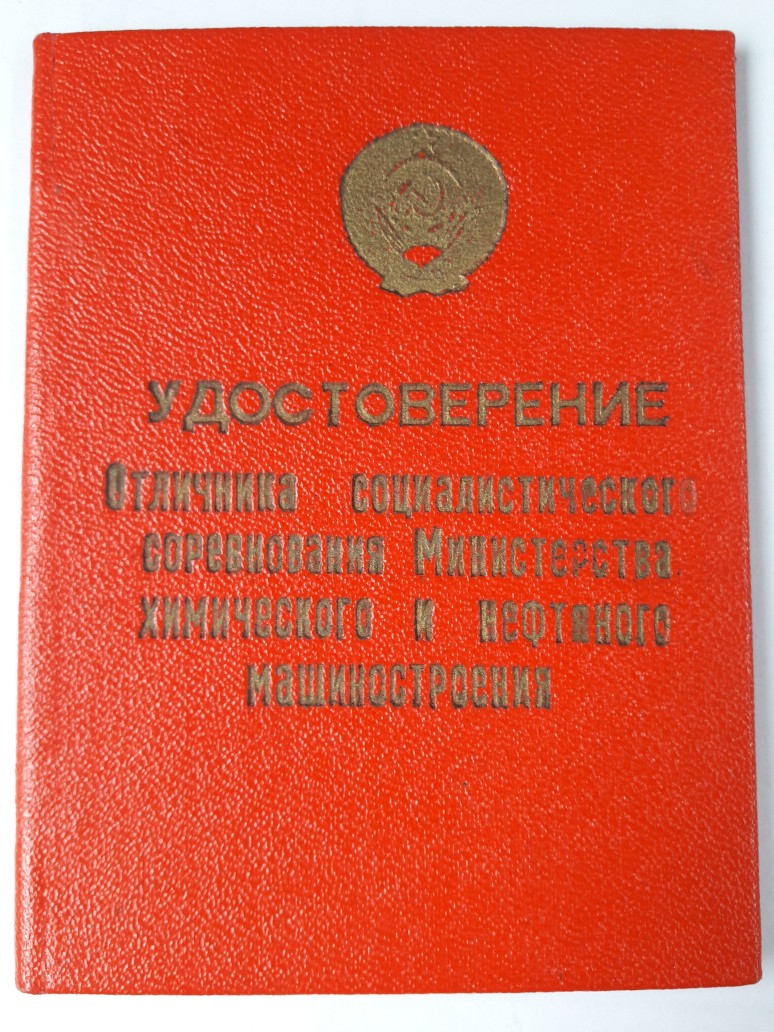 УДОСТОВЕРЕНИЕ
Отличника социалистического
соревнования Министерства
химического и нефтяного
машиностроения